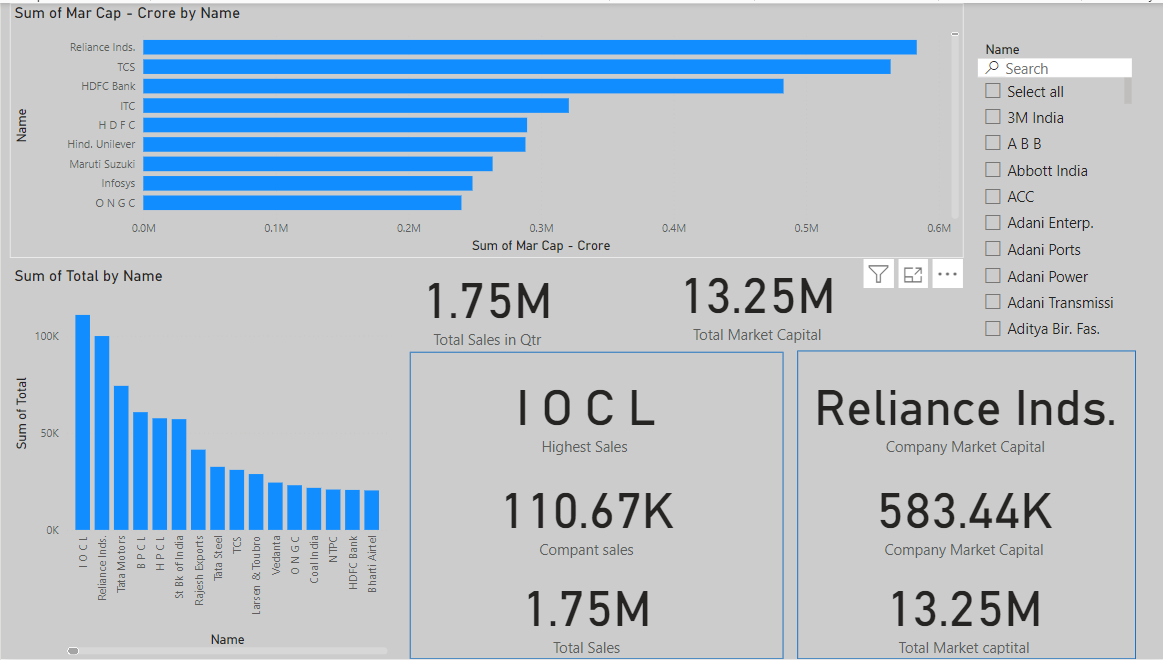 Sum of Mar Cap - Crore by Name
Name
Reliance Inds.
TCS
HDFC Bank
ITC
H D F C
Hind. Unilever
Maruti Suzuki
Infosys
O N G C
0.0M 0.1M 0.2M 0.3M 0.4M 0.5M 0.6M
Sum of Mar Cap - Crore
Name
Search
Select all
3M India
A B B
Abbott India
ACC
Adani Enterp.
Adani Ports
Adani Power
Adani Transmissi
Aditya Bir. Fas.
Sum of Total by Name
Sum of Total
100K
50K
0K
I O C L
Reliance Inds.
Tata Motors
B P C L
H P C L
St Bk of India
Rajesh Exports
Tata Steel
TCS
Larsen & Toubro
Vedanta
O N G C
Coal India
NTPC
HDFC Bank
Bharti Airtel
Name
1.75M
Total Sales in Qtr
13.25M
Total Market Capital
I O C L
Highest Sales
110.67K
Compant sales
1.75M
Total Sales
Reliance Inds.
Company Market Capital
583.44K
Company Market Capital
13.25M
Total Market captital